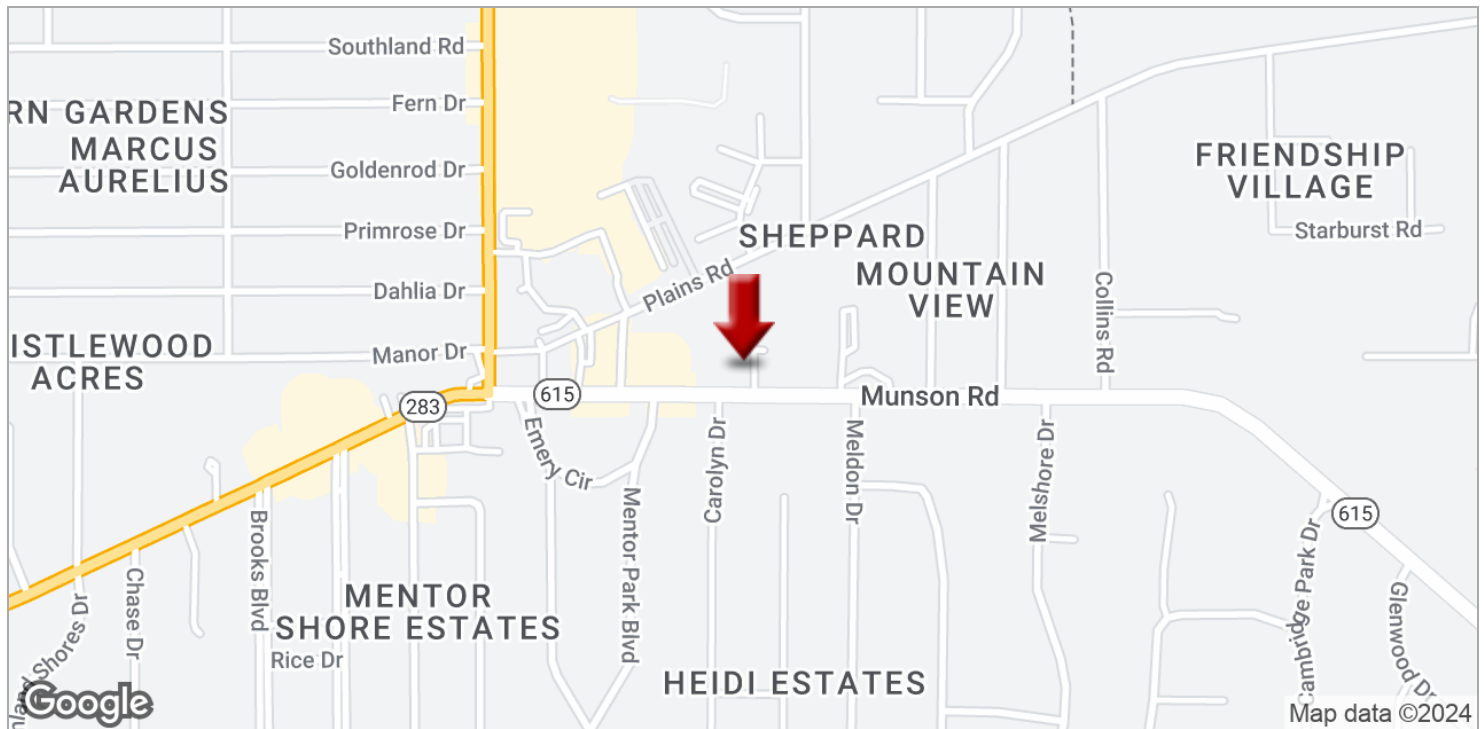 Southland Rd
Fern Dr
RN GARDENS
MARCUS
AURELIUS
Goldenrod Dr
FRIENDSHIP
VILLAGE
Primrose Dr
SHEPPARD
Starburst Rd
Plains Rd
MOUNTAIN
VIEW
Dahlia Dr
Collins Rd
ISTLEWOOD
ACRES
Manor Dr
283
615
Munson Rd
Emery Cir
Mentor Park Blvd
Carolyn Dr
Meldon Dr
Melshore Dr
615
Brooks Blvd
Chase Dr
nland Shores Dr
MENTOR
SHORE ESTATES
Rice Dr
HEIDI ESTATES
Cambridge Park Dr
Glenwood Dr
Google
Map data ©2024